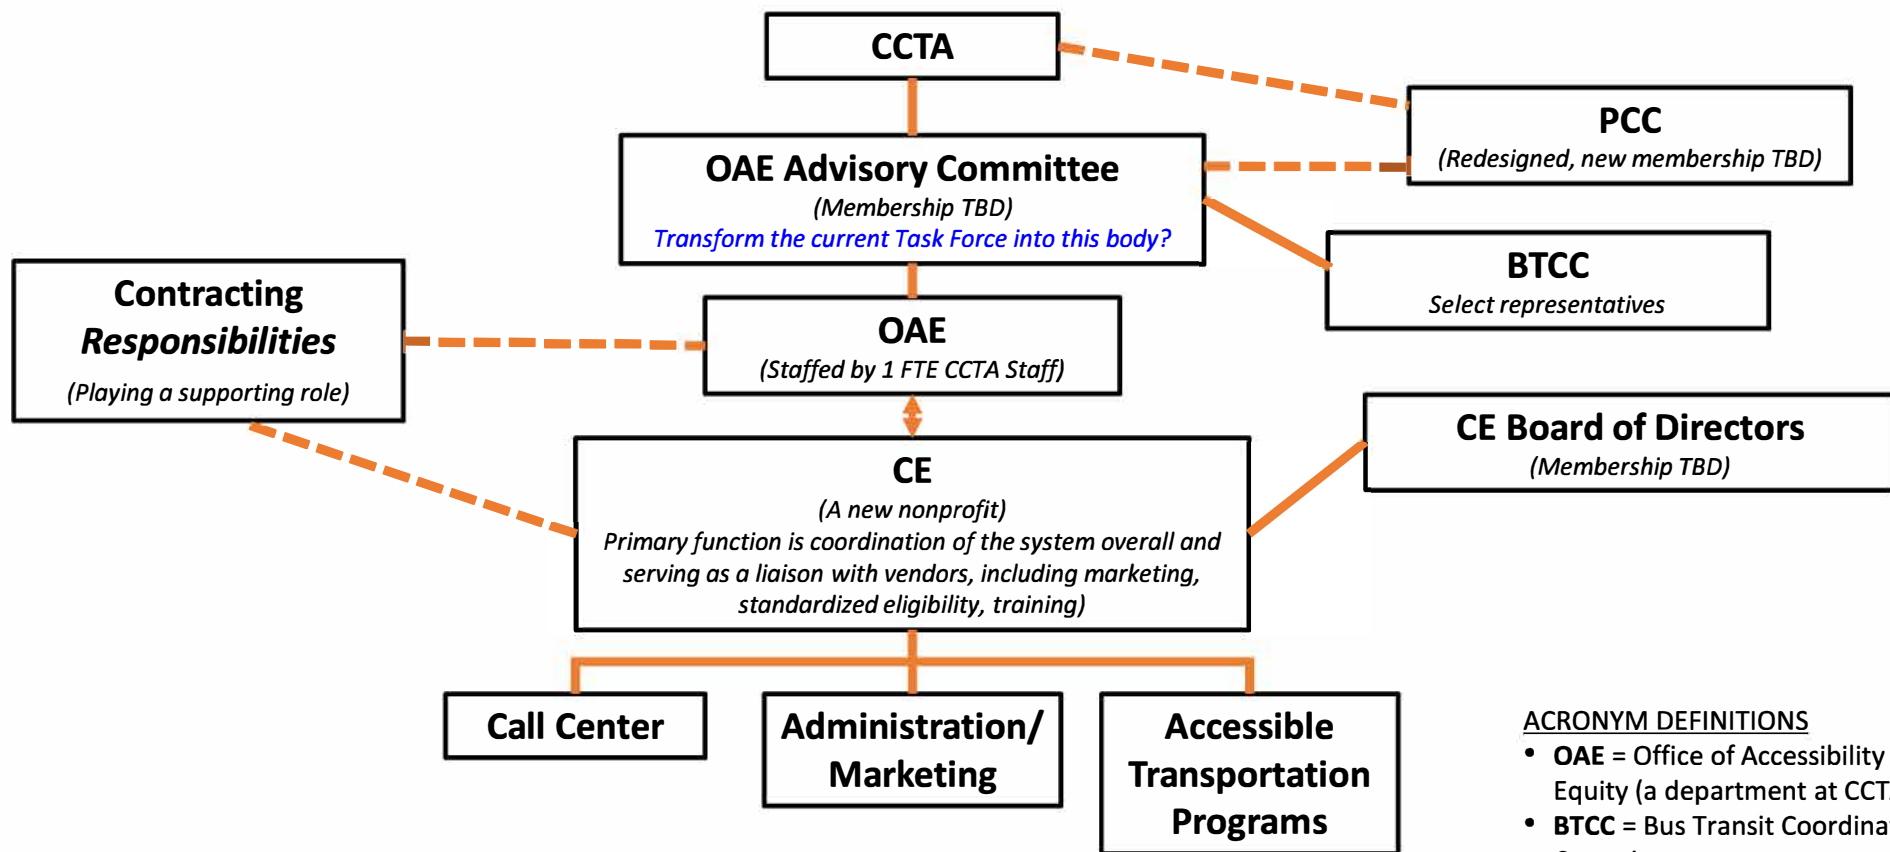 CCTA
PCC
(Redesigned, new membership TBD)
OAE Advisory Committee
(Membership TBD)
Transform the current Task Force into this body?
BTCC
Select representatives
Contracting
Responsibilities
(Playing a supporting role)
OAE
(Staffed by 1 FTE CCTA Staff)
CE Board of Directors
(Membership TBD)
CE
(A new nonprofit)
Primary function is coordination of the system overall and
serving as a liaison with vendors, including marketing,
standardized eligibility, training)
Call Center
Administration/
Marketing
Accessible
Transportation
Programs
ACRONYM DEFINITIONS
• OAE = Office of Accessibility
Equity (a department at CCT
• BTCC = Bus Transit Coordina